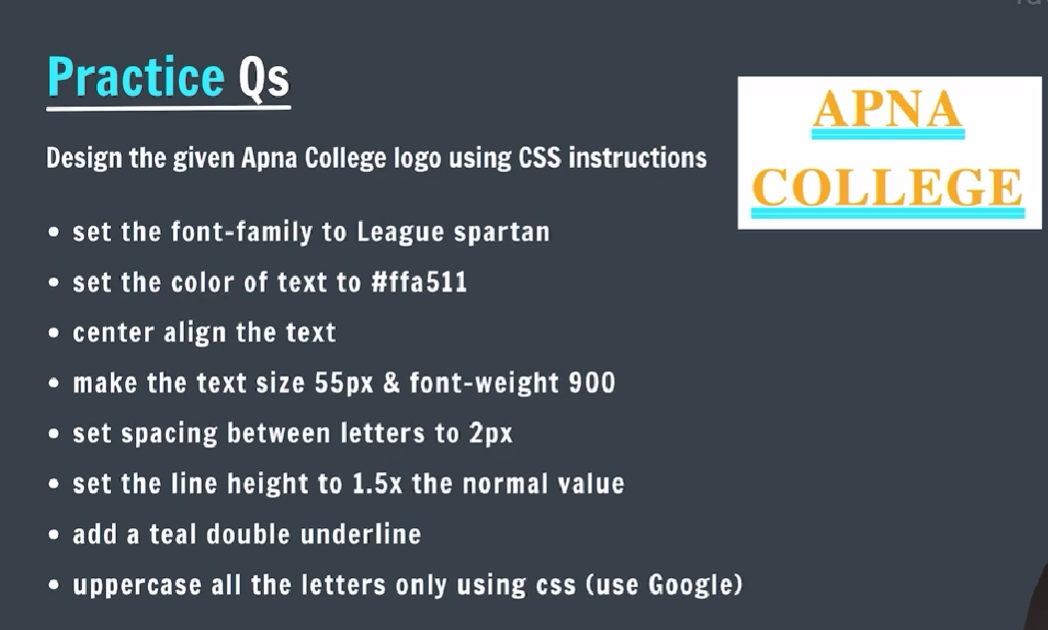 Practice Qs
Design the given Apna College logo using CSS instructions
APNA
COLLEGE
• set the font-family to League spartan
• set the color of text to #ffa511
• center align the text
• make the text size 55px & font-weight 900
• set spacing between letters to 2px
• set the line height to 1.5x the normal value
• add a teal double underline
• uppercase all the letters only using css (use Google)